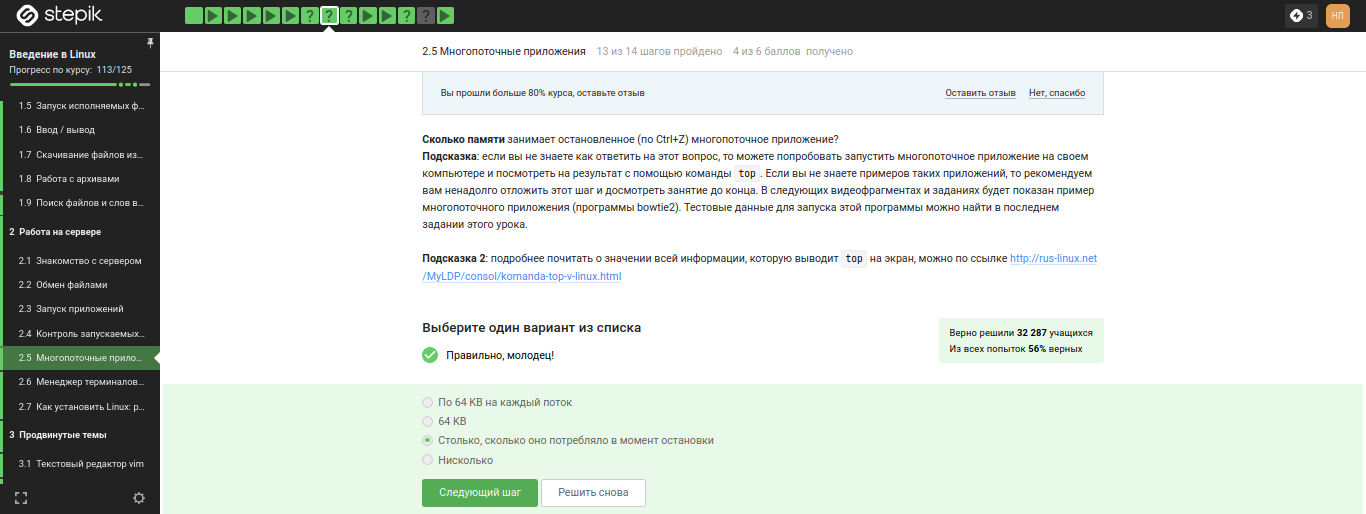 stepik
? ? ? ? ?
3
НП
Введение в Linux
Прогресс по курсу: 113/125
1.5 Запуск исполняемых ф...
1.6 Ввод / вывод
1.7 Скачивание файлов из...
1.8 Работа с архивами
1.9 Поиск файлов и слов в...
2 Работа на сервере
2.1 Знакомство с сервером
2.2 Обмен файлами
2.3 Запуск приложений
2.4 Контроль запускаемых...
2.5 Многопоточные прило...
2.6 Менеджер терминалов...
2.7 Как установить Linux: р...
3 Продвинутые темы
3.1 Текстовый редактор vim
2.5 Многопоточные приложения 13 из 14 шагов пройдено 4 из 6 баллов получено
Вы прошли больше 80% курса, оставьте отзыв
Оставить отзыв Нет, спасибо
Сколько памяти занимает остановленное (по Ctrl+Z) многопоточное приложение?
Подсказка: если вы не знаете как ответить на этот вопрос, то можете попробовать запустить многопоточное приложение на своем
компьютере и посмотреть на результат с помощью команды top. Если вы не знаете примеров таких приложений, то рекомендуем
вам ненадолго отложить этот шаг и досмотреть занятие до конца. В следующих видеофрагментах и заданиях будет показан пример
многопоточного приложения (программы bowtie2). Тестовые данные для запуска этой программы можно найти в последнем
задании этого урока.
Подсказка 2: подробнее почитать о значении всей информации, которую выводит top на экран, можно по ссылке http://rus-linux.net
/MyLDP/consol/komanda-top-v-linux.html
Выберите один вариант из списка
Правильно, молодец!
Верно решили 32 287 учащихся
Из всех попыток 56% верных
По 64 KB на каждый поток
64 KB
Столько, сколько оно потребляло в момент остановки
Нисколько
Следующий шаг
Решить снова